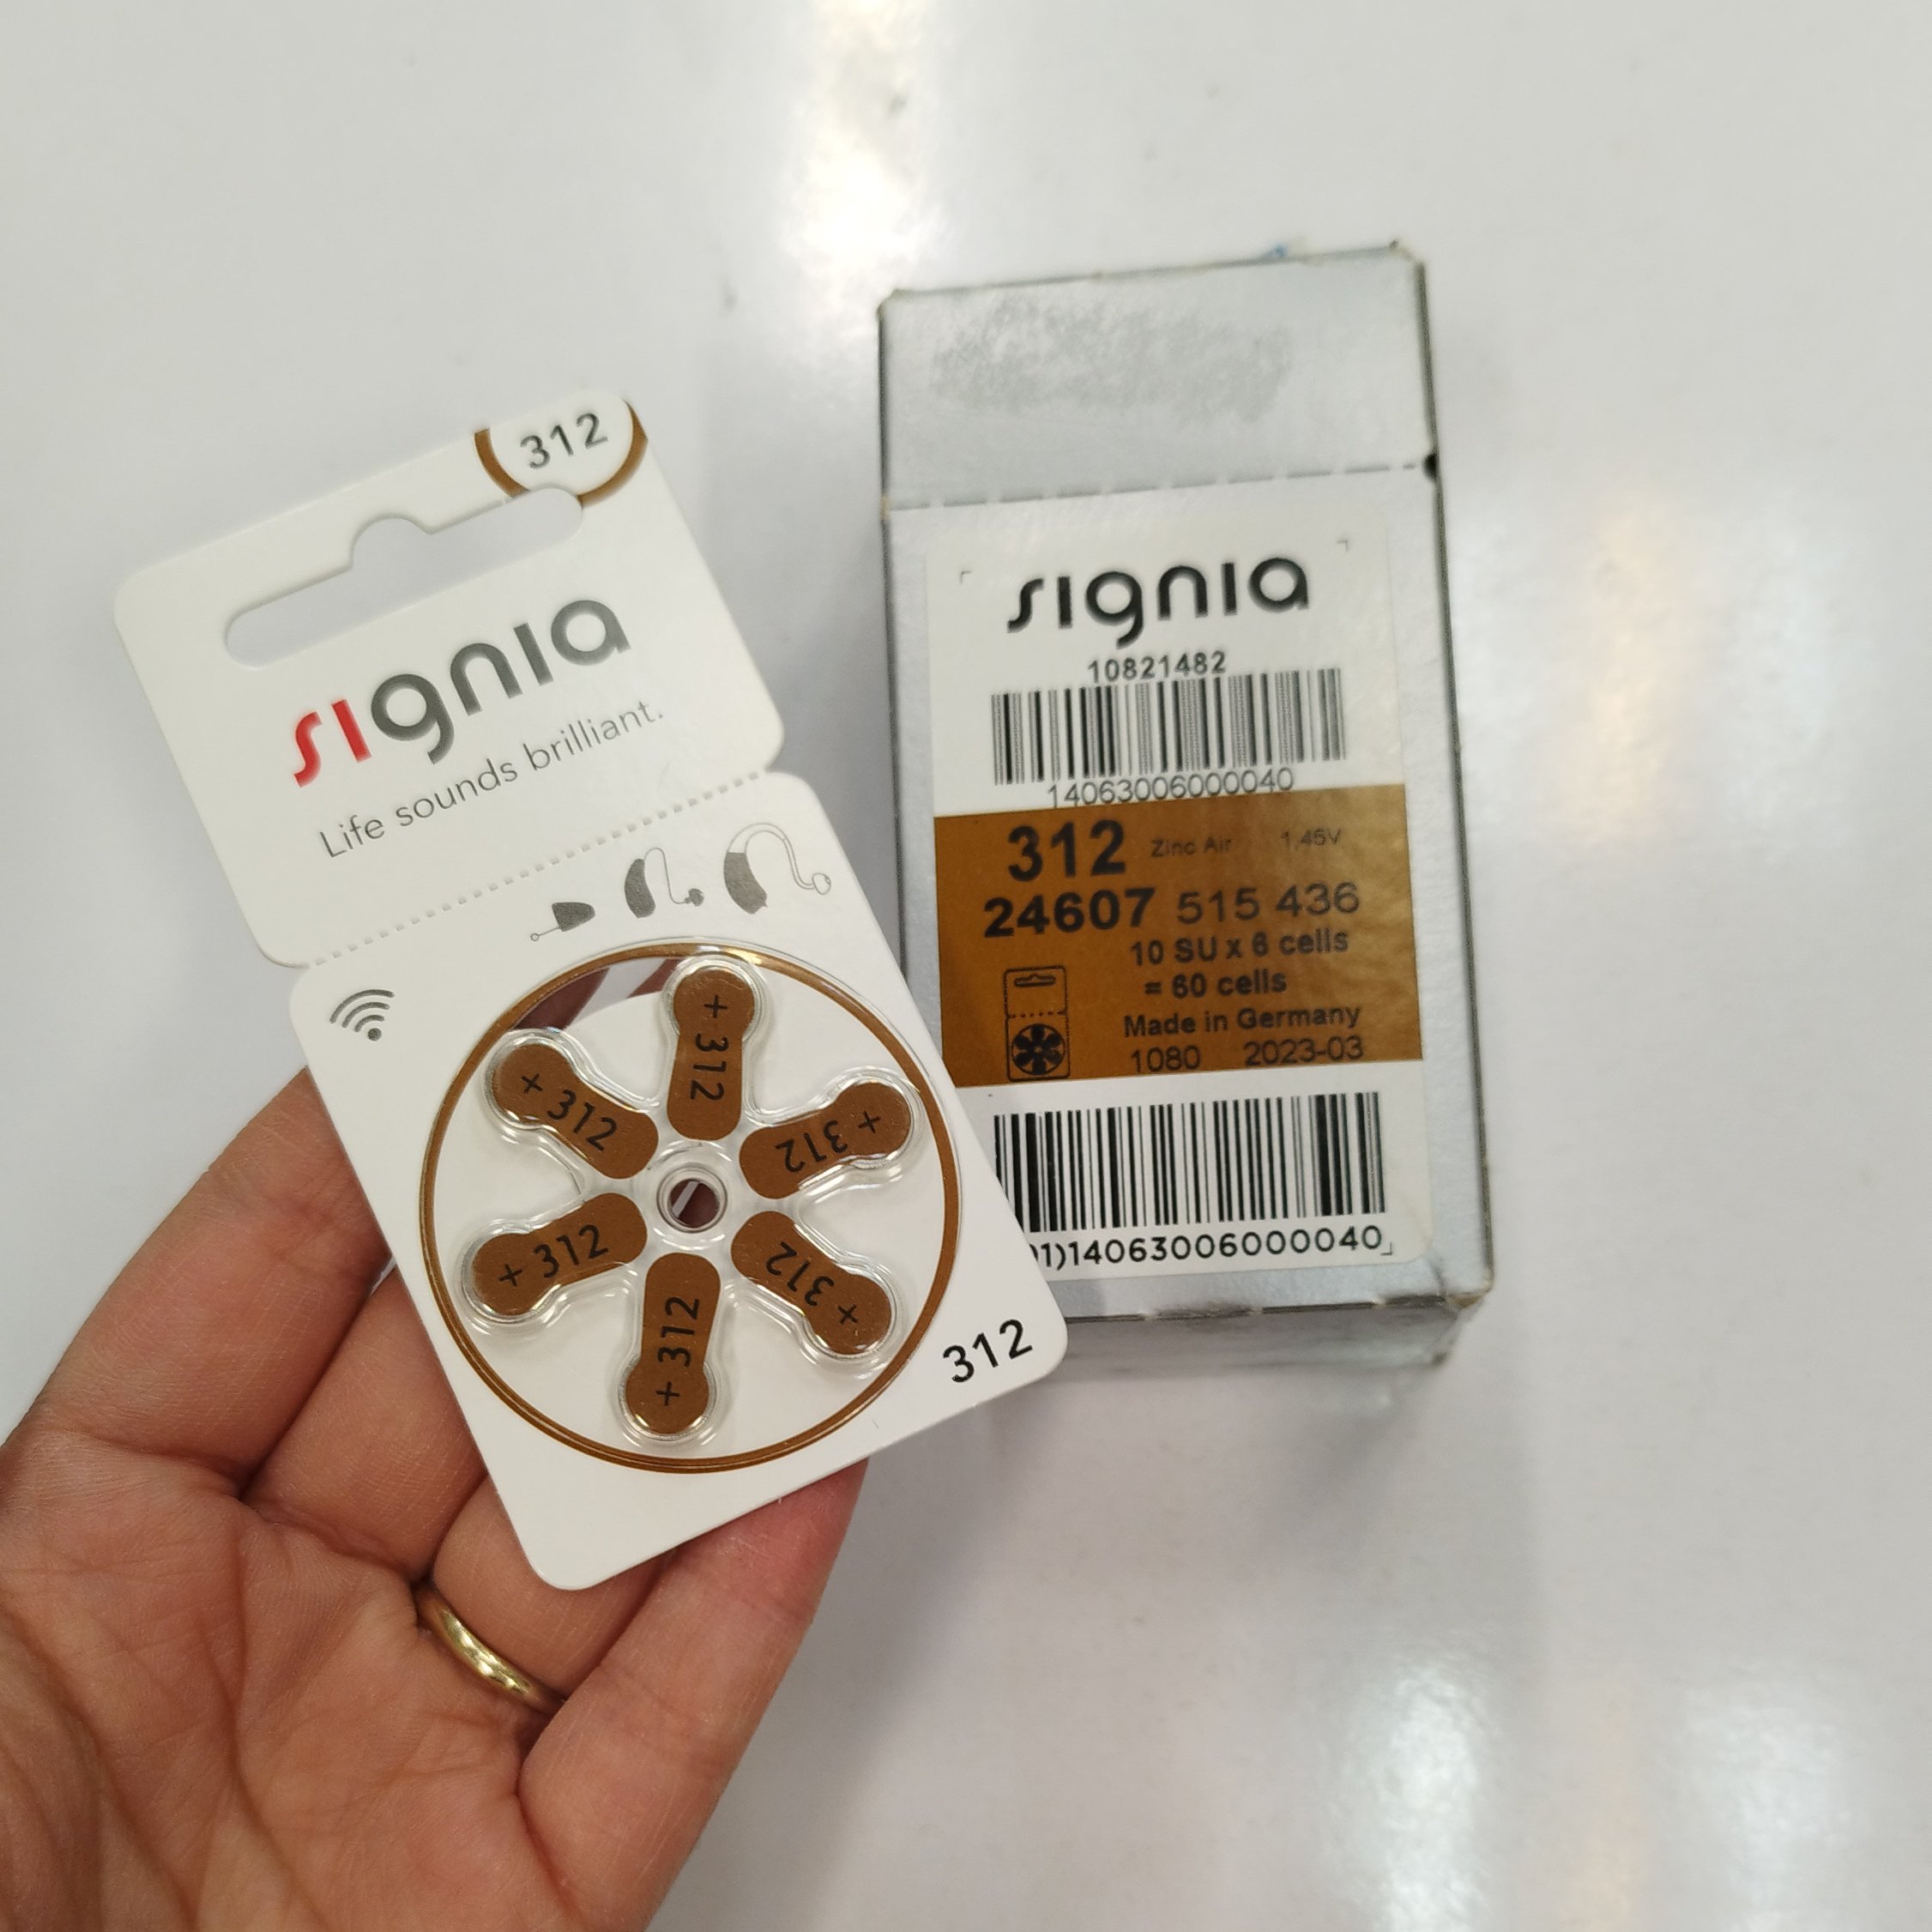 312
signia
Life sounds brilliant.
+ 312
+ 312
+ 312
+ 312
+ 312
+ 312
312
signia
10821482
14063006000040
312 Zinc Air 1,45V
24607 515 436
10 SU x 6 cells
= 60 cells
Made in Germany
1080 2023-03
1)14063006000040